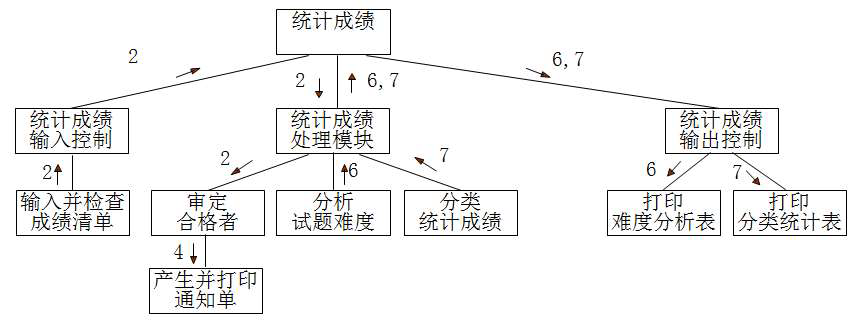 统计成绩
2
6,7
2
6,7
统计成绩
输入控制
统计成绩
处理模块
统计成绩
输出控制
2
2
6
7
6
7
输入并检查
成绩清单
审定
合格者
分析
试题难度
分类
统计成绩
打印
难度分析表
打印
分类统计表
4
产生并打印
通知单